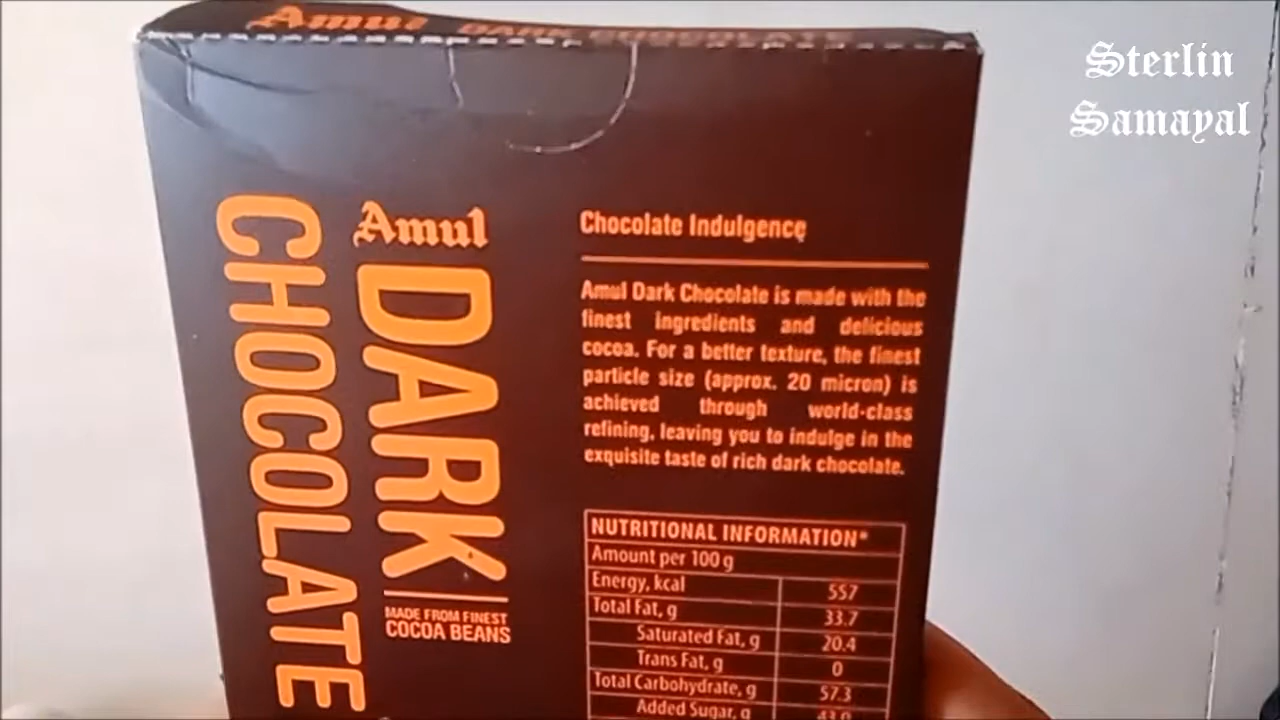 Amul DARK CHOCOLATE
Sterlin
Samayal
Amul
DARK
CHOCOLATE
MADE FROM FINEST
COCOA BEANS
Chocolate Indulgence
Amul Dark Chocolate is made with the
finest ingredients and delicious
cocoa. For a better texture, the finest
particle size (approx. 20 micron) is
achieved through world-class
refining, leaving you to indulge in the
exquisite taste of rich dark chocolate.
NUTRITIONAL INFORMATION*
Amount per 100 g
Energy, kcal 557
Total Fat, g 33.7
Saturated Fat, g 20.4
Trans Fat, g 0
Total Carbohydrate, g 57.3
Added Sugar, g